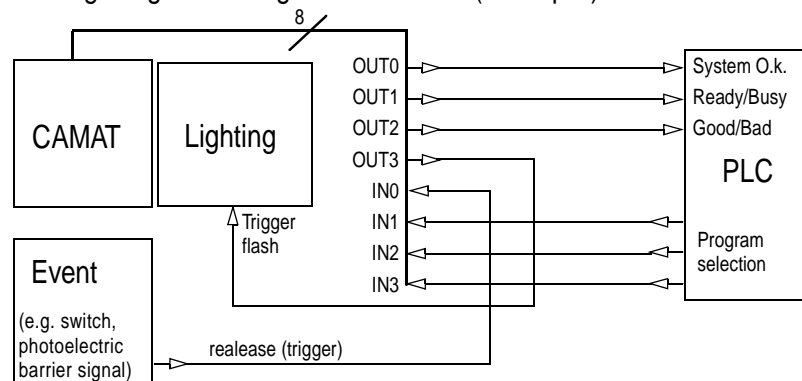 8
CAMAT
Lighting
OUT0
OUT1
OUT2
OUT3
IN0
IN1
IN2
IN3
System O.k.
Ready/Busy
Good/Bad
PLC
Program
selection
Trigger
flash
Event
(e.g. switch,
photoelectric
barrier signal)
realease (trigger)